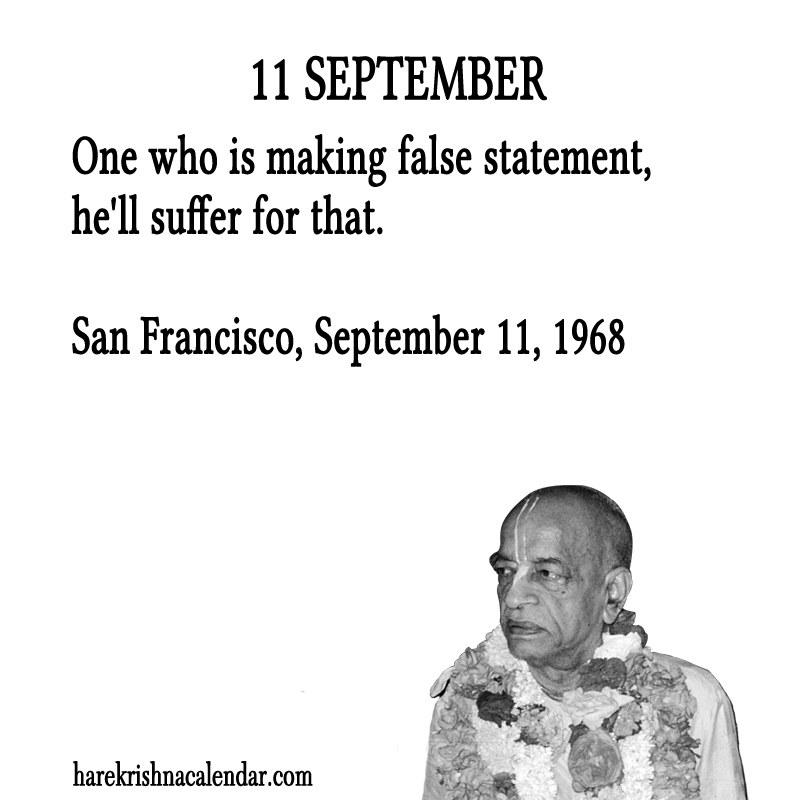 11 SEPTEMBER
One who is making false statement,
he'll suffer for that.
San Francisco, September 11, 1968
harekrishnacalendar.com